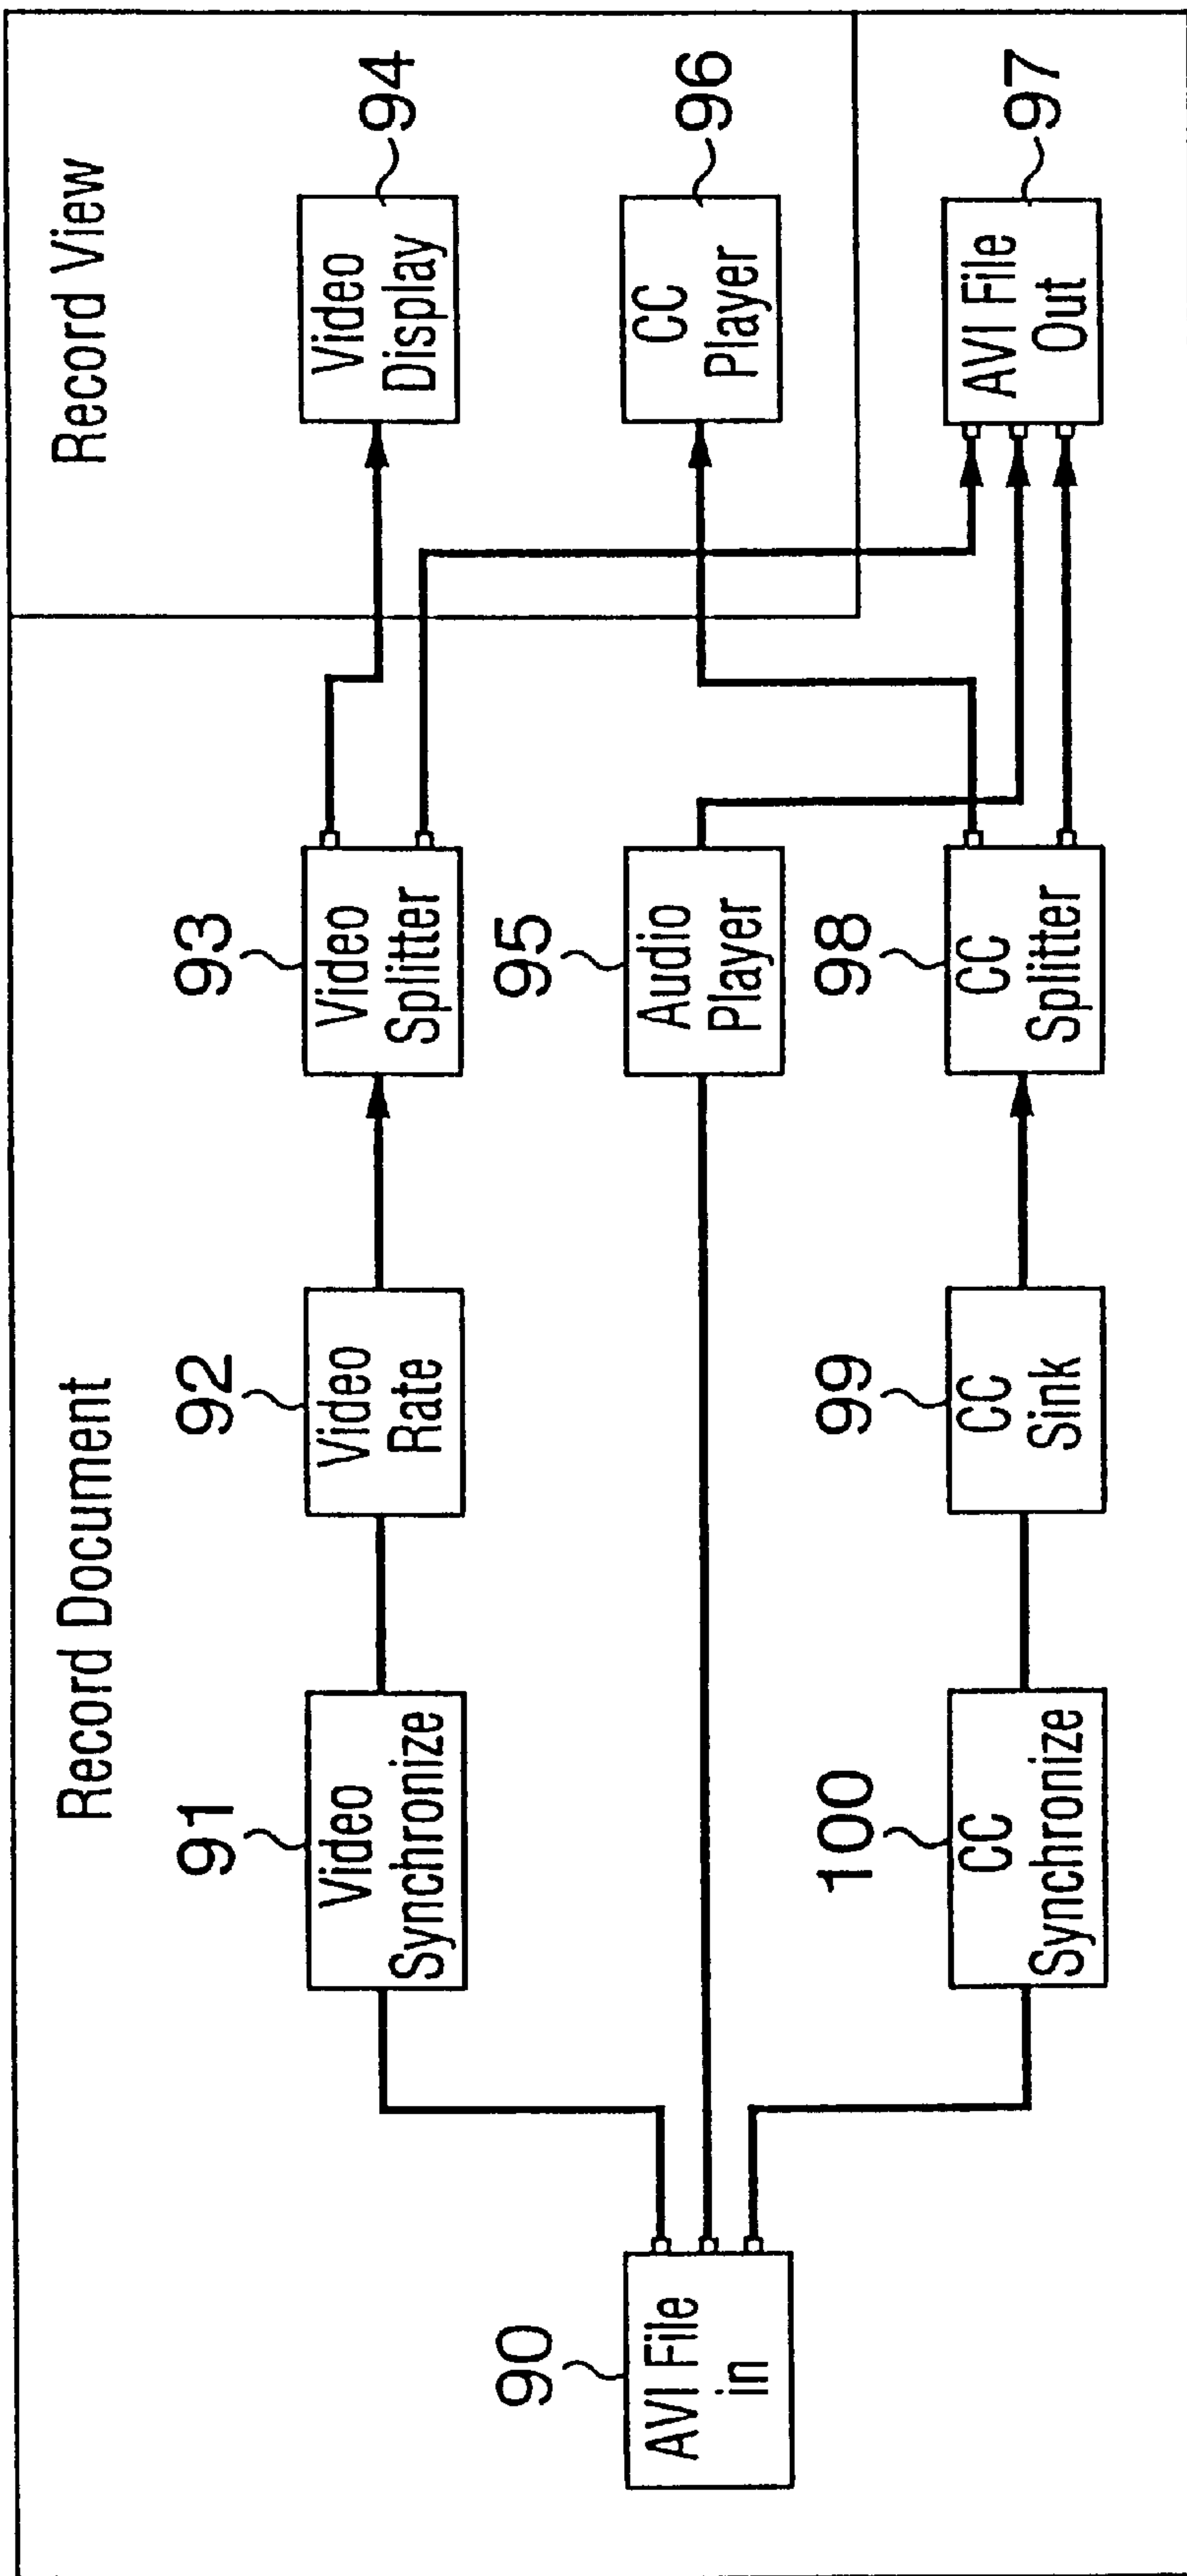 Record Document
Record View
91
Video
Synchronize
92
Video
Rate
93
Video
Splitter
94
Video
Display
90
AVI File
in
95
Audio
Player
96
CC
Player
100
CC
Synchronize
99
CC
Sink
98
CC
Splitter
97
AVI File
Out